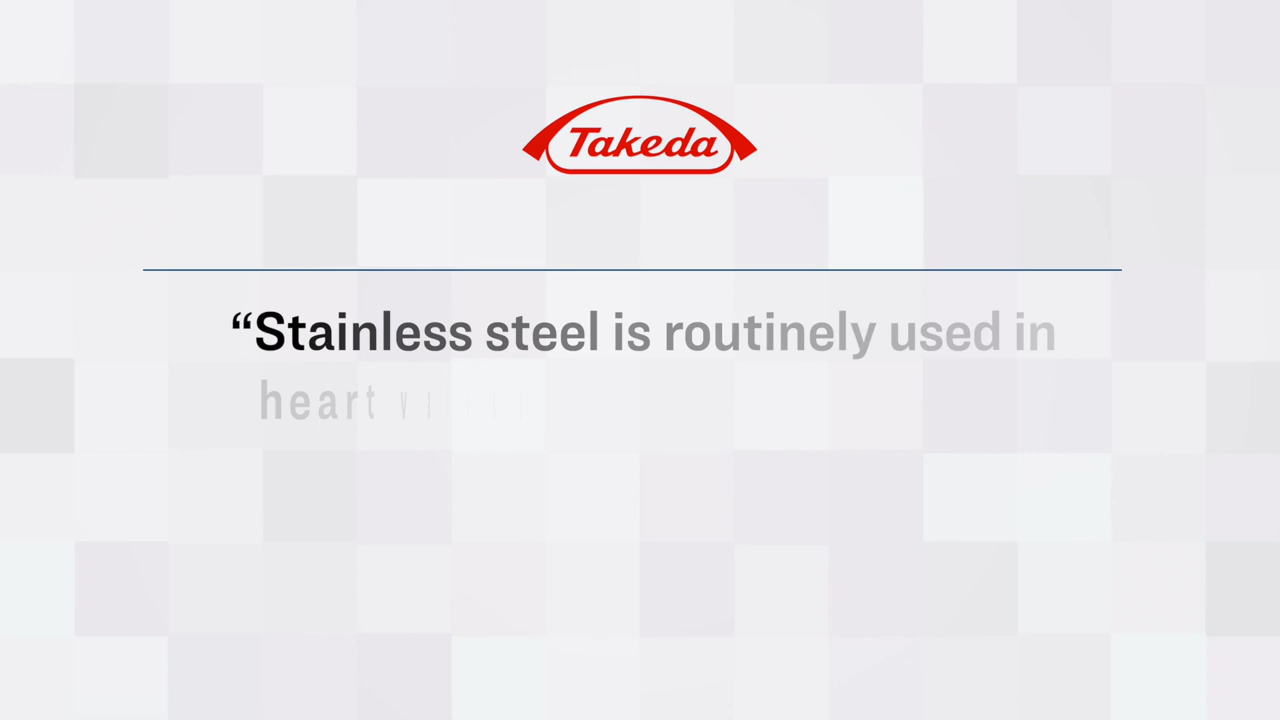 Takeda
“Stainless steel is routinely used in
heart